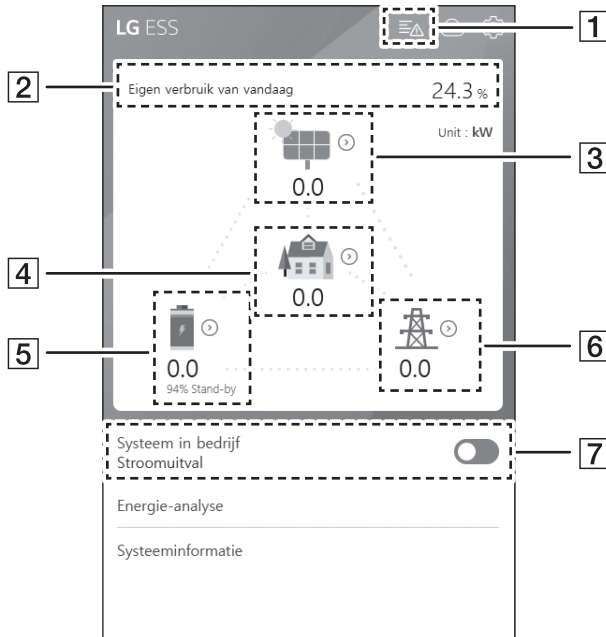 LG ESS
1
2
Eigen verbruik van vandaag 24.3 %
Unit : kW
3
0.0
4
0.0
5
0.0
94% Stand-by
6
0.0
Systeem in bedrijf
Stroomuitval
7
Energie-analyse
Systeeminformatie